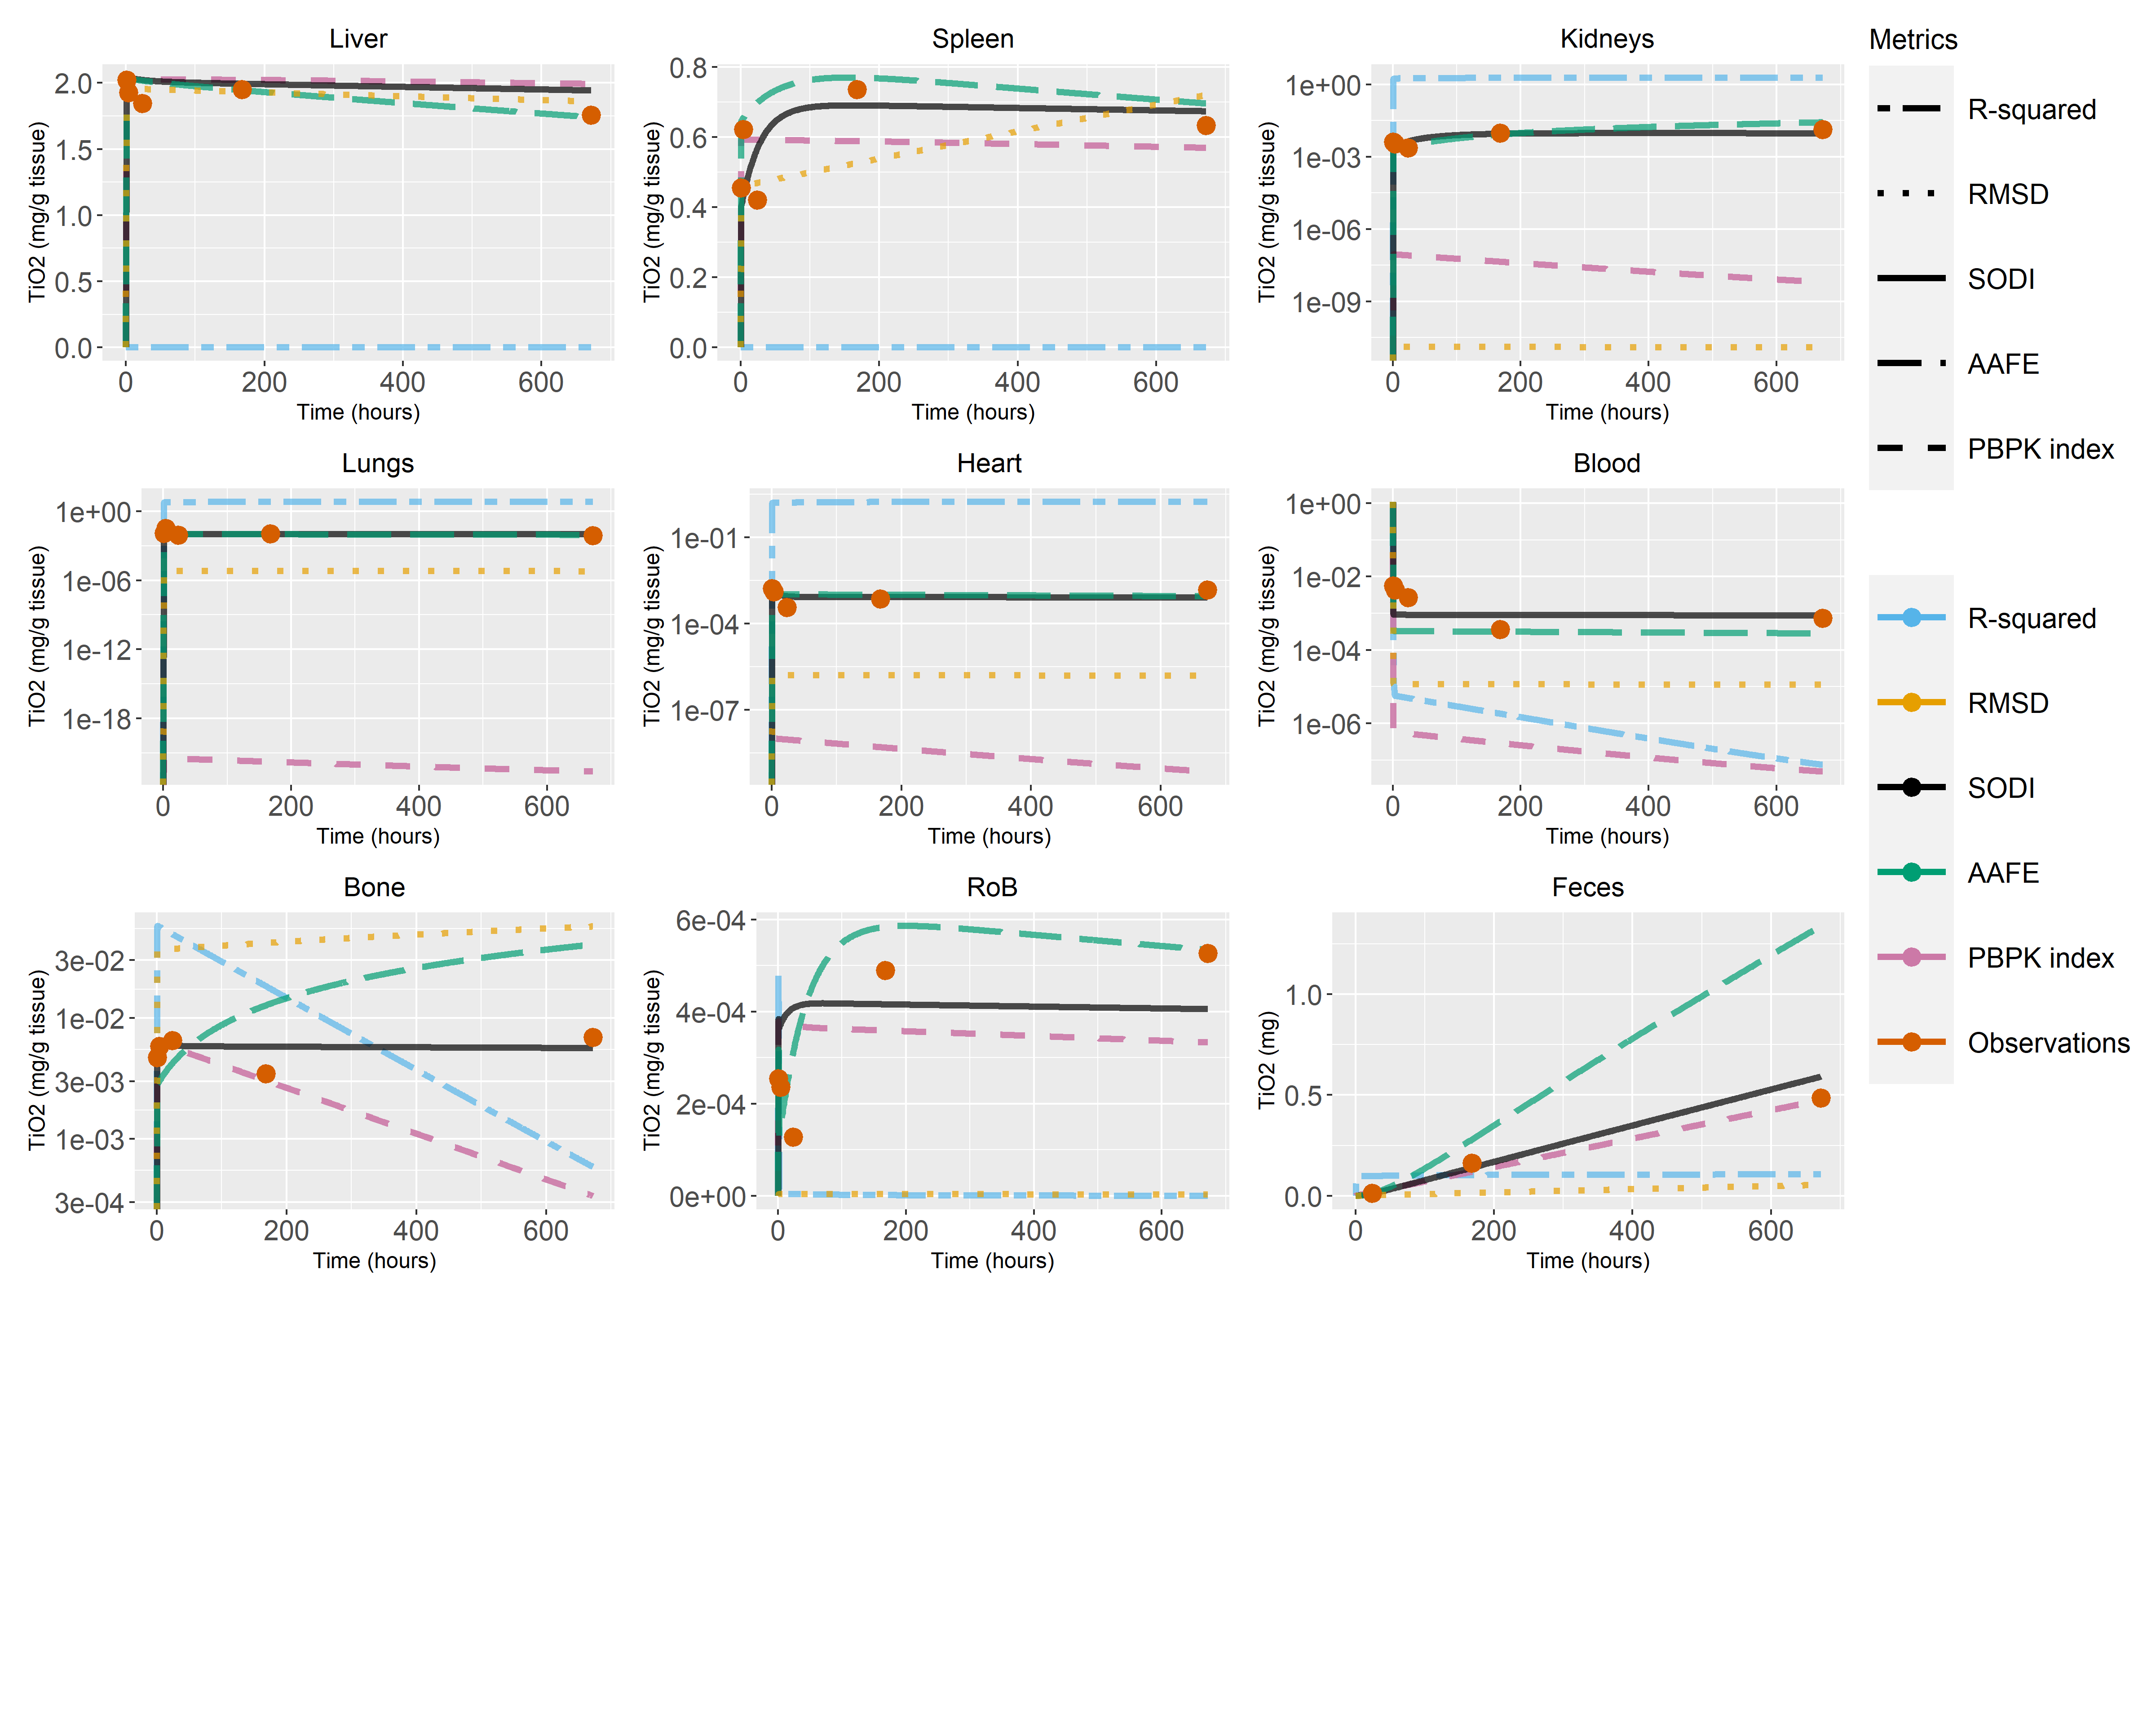 Liver
Spleen
Kidneys
Metrics
TiO2 (mg/g tissue)
2.0
1.5
1.0
0.5
0.0
0 200 400 600
Time (hours)
TiO2 (mg/g tissue)
0.8
0.6
0.4
0.2
0.0
0 200 400 600
Time (hours)
TiO2 (mg/g tissue)
1e+00
1e-03
1e-06
1e-09
0 200 400 600
Time (hours)
R-squared
RMSD
SODI
AAFE
PBPK index
Lungs
Heart
Blood
TiO2 (mg/g tissue)
1e+00
1e-06
1e-12
1e-18
0 200 400 600
Time (hours)
TiO2 (mg/g tissue)
1e-01
1e-04
1e-07
0 200 400 600
Time (hours)
TiO2 (mg/g tissue)
1e+00
1e-02
1e-04
1e-06
0 200 400 600
Time (hours)
R-squared
RMSD
SODI
AAFE
PBPK index
Observations
Bone
RoB
Feces
TiO2 (mg/g tissue)
3e-02
1e-02
3e-03
1e-03
3e-04
0 200 400 600
Time (hours)
TiO2 (mg/g tissue)
6e-04
4e-04
2e-04
0e+00
0 200 400 600
Time (hours)
TiO2 (mg)
1.0
0.5
0.0
0 200 400 600
Time (hours)